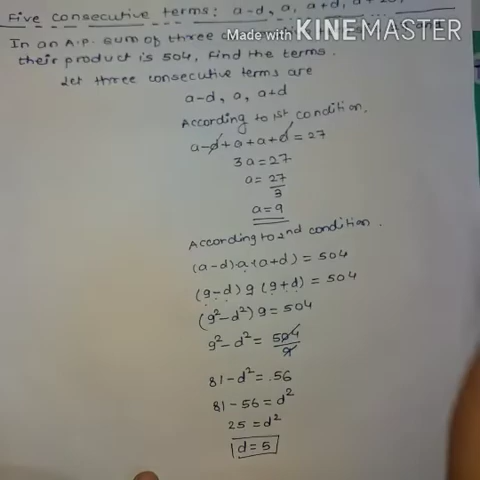 Five consecutive terms: a-d, a, a+d, a+2d,
Made with KINEMASTER
In an A.P. sum of three and
their product is 504, find the terms.
Let three consecutive terms are
a-d, a, a+d
According to 1st condition.
a-d+a+a+d=27
3a=27
a=27/3
a=9
According to 2nd condition.
(a-d)a(a+d)=504
(9-d)9(9+d)=504
(9²-d²)9=504
9²-d²=504/9
81-d²=.56
81-56=d²
25=d²
d=5